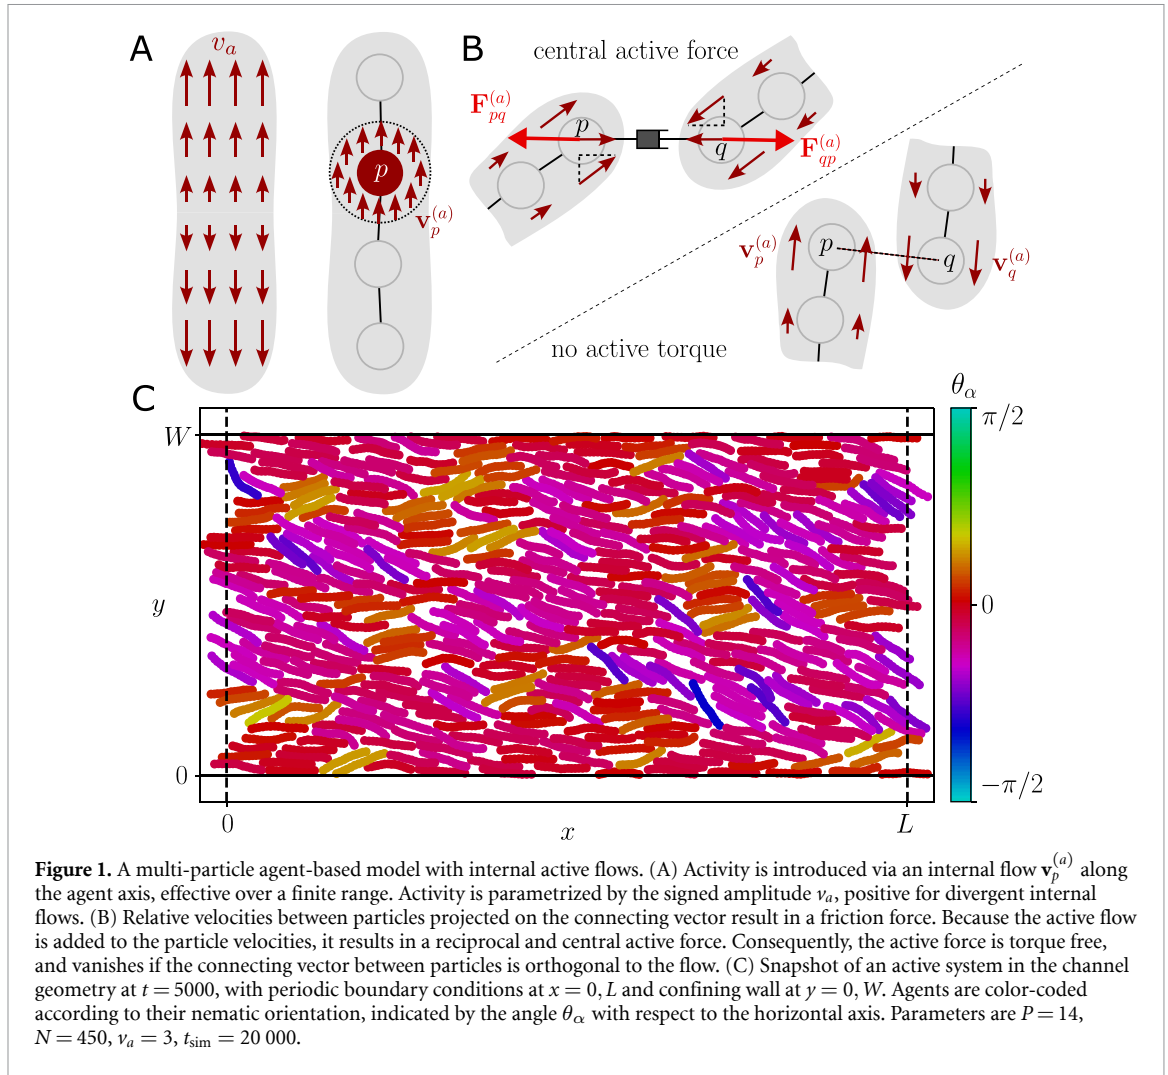 A
v_a
p
v_p^(a)
B
central active force
F_pq^(a)
p
q
F_qp^(a)
v_p^(a)
p
q
v_q^(a)
no active torque
C
θ_α
W
π/2
y
0
0
−π/2
0
x
L
Figure 1. A multi-particle agent-based model with internal active flows. (A) Activity is introduced via an internal flow v_p^(a) along
the agent axis, effective over a finite range. Activity is parametrized by the signed amplitude v_a, positive for divergent internal
flows. (B) Relative velocities between particles projected on the connecting vector result in a friction force. Because the active flow
is added to the particle velocities, it results in a reciprocal and central active force. Consequently, the active force is torque free,
and vanishes if the connecting vector between particles is orthogonal to the flow. (C) Snapshot of an active system in the channel
geometry at t = 5000, with periodic boundary conditions at x = 0, L and confining wall at y = 0, W. Agents are color-coded
according to their nematic orientation, indicated by the angle θ_α with respect to the horizontal axis. Parameters are P = 14,
N = 450, v_a = 3, t_sim = 20 000.